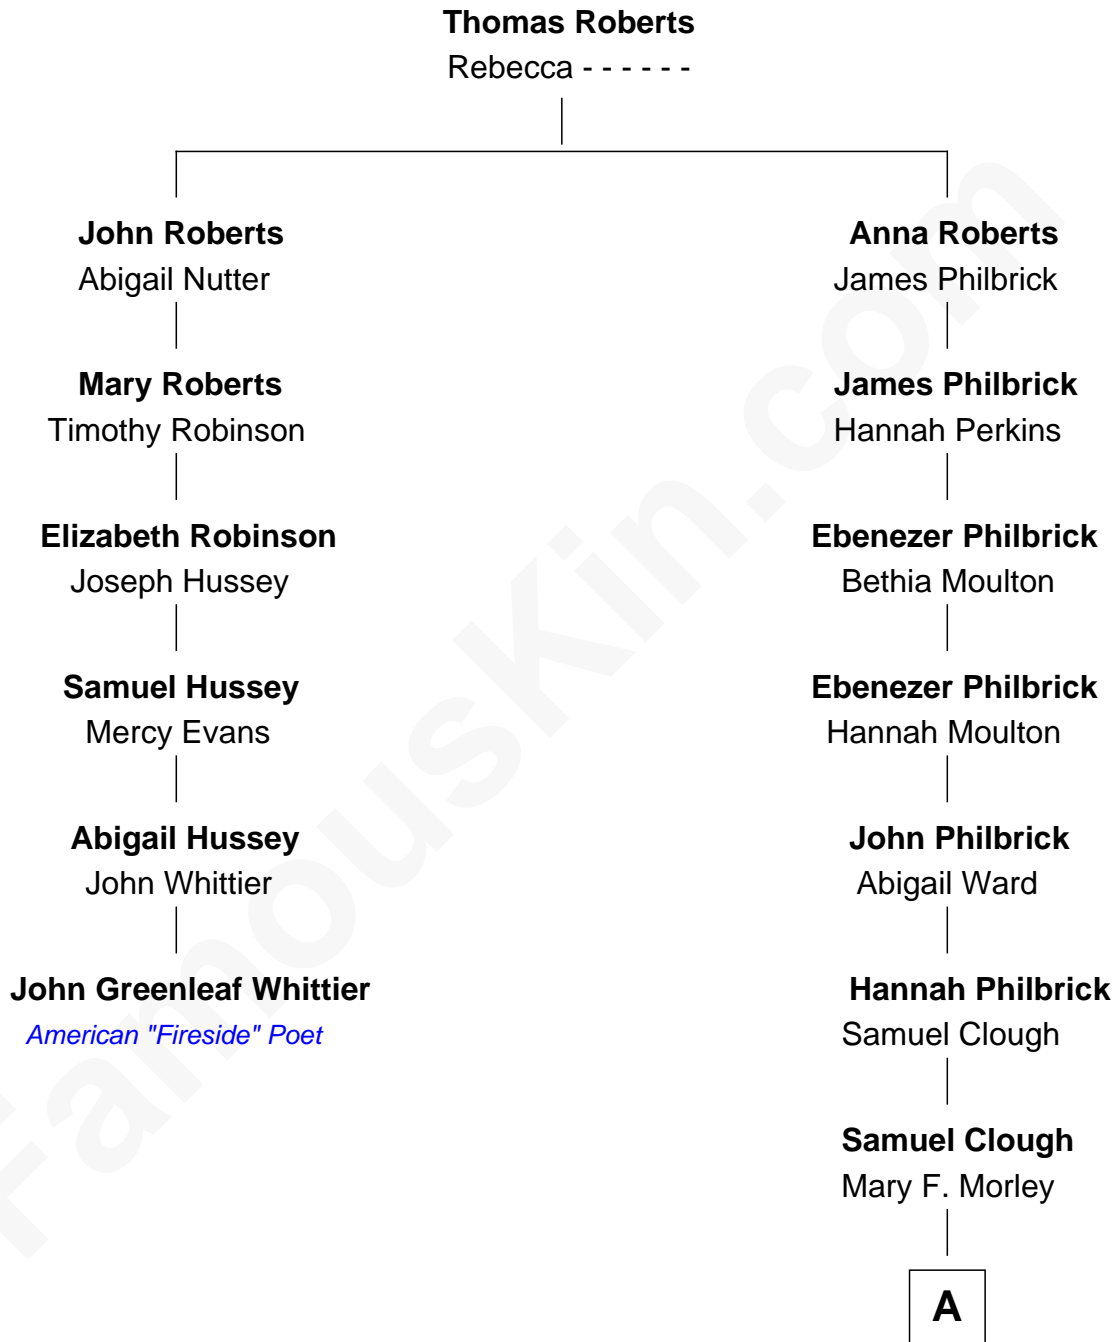 Thomas Roberts
Rebecca - - - - - -
John Roberts
Abigail Nutter
Mary Roberts
Timothy Robinson
Elizabeth Robinson
Joseph Hussey
Samuel Hussey
Mercy Evans
Abigail Hussey
John Whittier
John Greenleaf Whittier
American "Fireside" Poet
Anna Roberts
James Philbrick
James Philbrick
Hannah Perkins
Ebenezer Philbrick
Bethia Moulton
Ebenezer Philbrick
Hannah Moulton
John Philbrick
Abigail Ward
Hannah Philbrick
Samuel Clough
Samuel Clough
Mary F. Morley
A
FamousKin.com